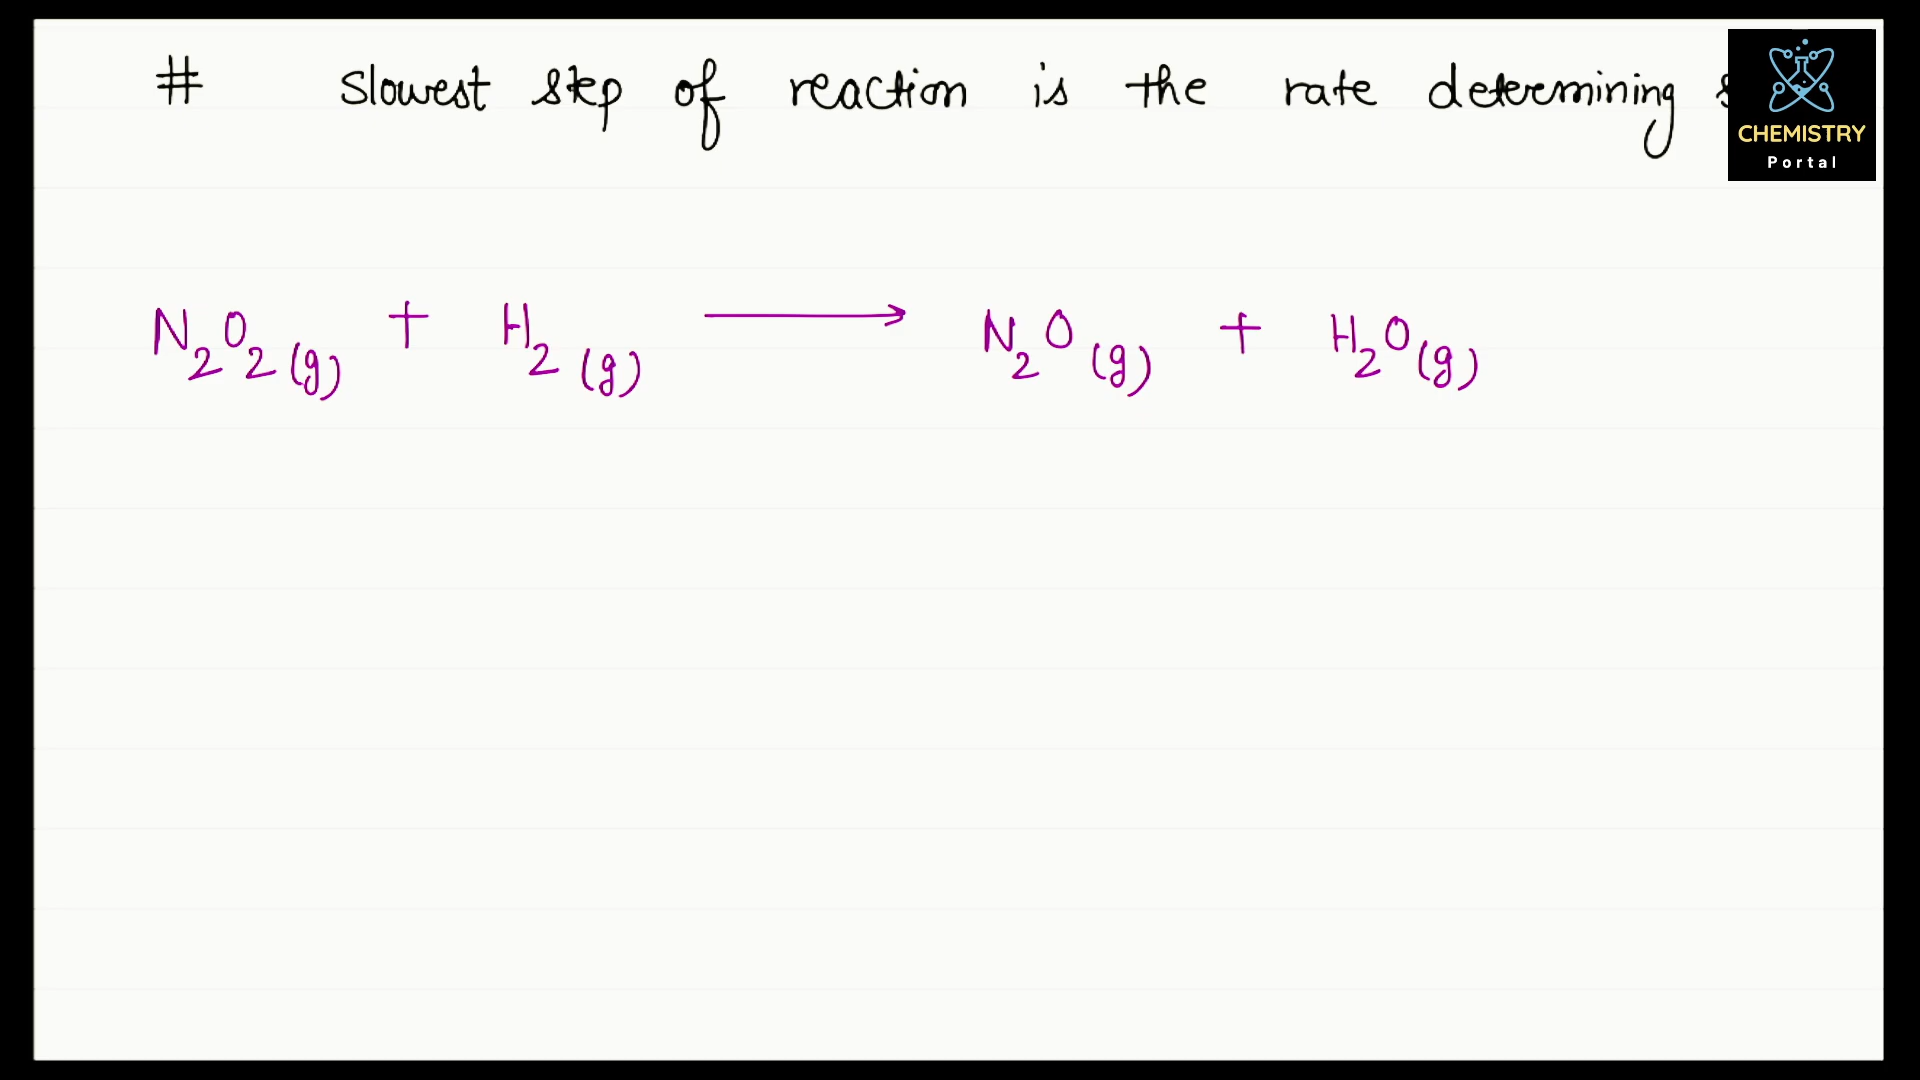 # Slowest step of reaction is the rate determining
CHEMISTRY
Portal
N₂O₂(g) + H₂(g) ⟶ N₂O(g) + H₂O(g)